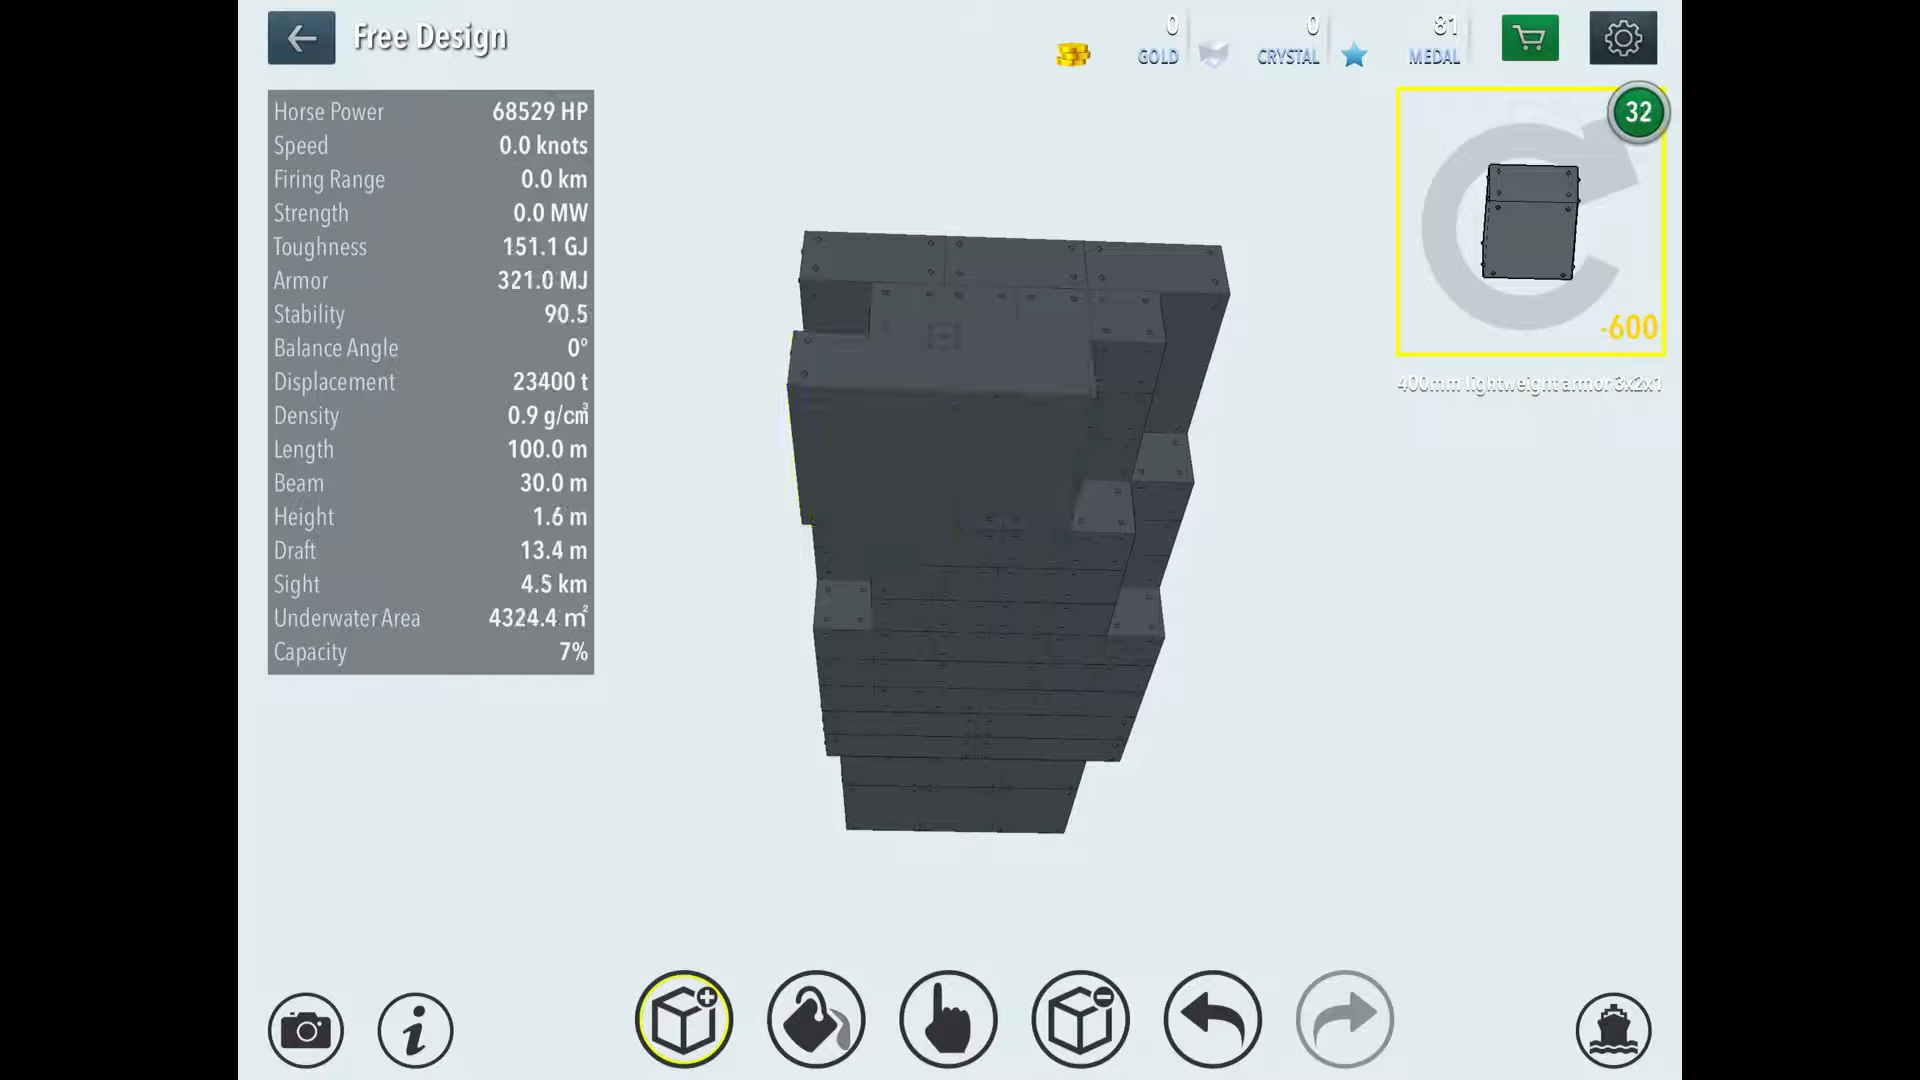 Free Design
0
GOLD
0
CRYSTAL
81
MEDAL
Horse Power 68529 HP
Speed 0.0 knots
Firing Range 0.0 km
Strength 0.0 MW
Toughness 151.1 GJ
Armor 321.0 MJ
Stability 90.5
Balance Angle 0°
Displacement 23400 t
Density 0.9 g/cm³
Length 100.0 m
Beam 30.0 m
Height 1.6 m
Draft 13.4 m
Sight 4.5 km
Underwater Area 4324.4 m²
Capacity 7%
32
-600
400mm lightweight armor 3x2x1